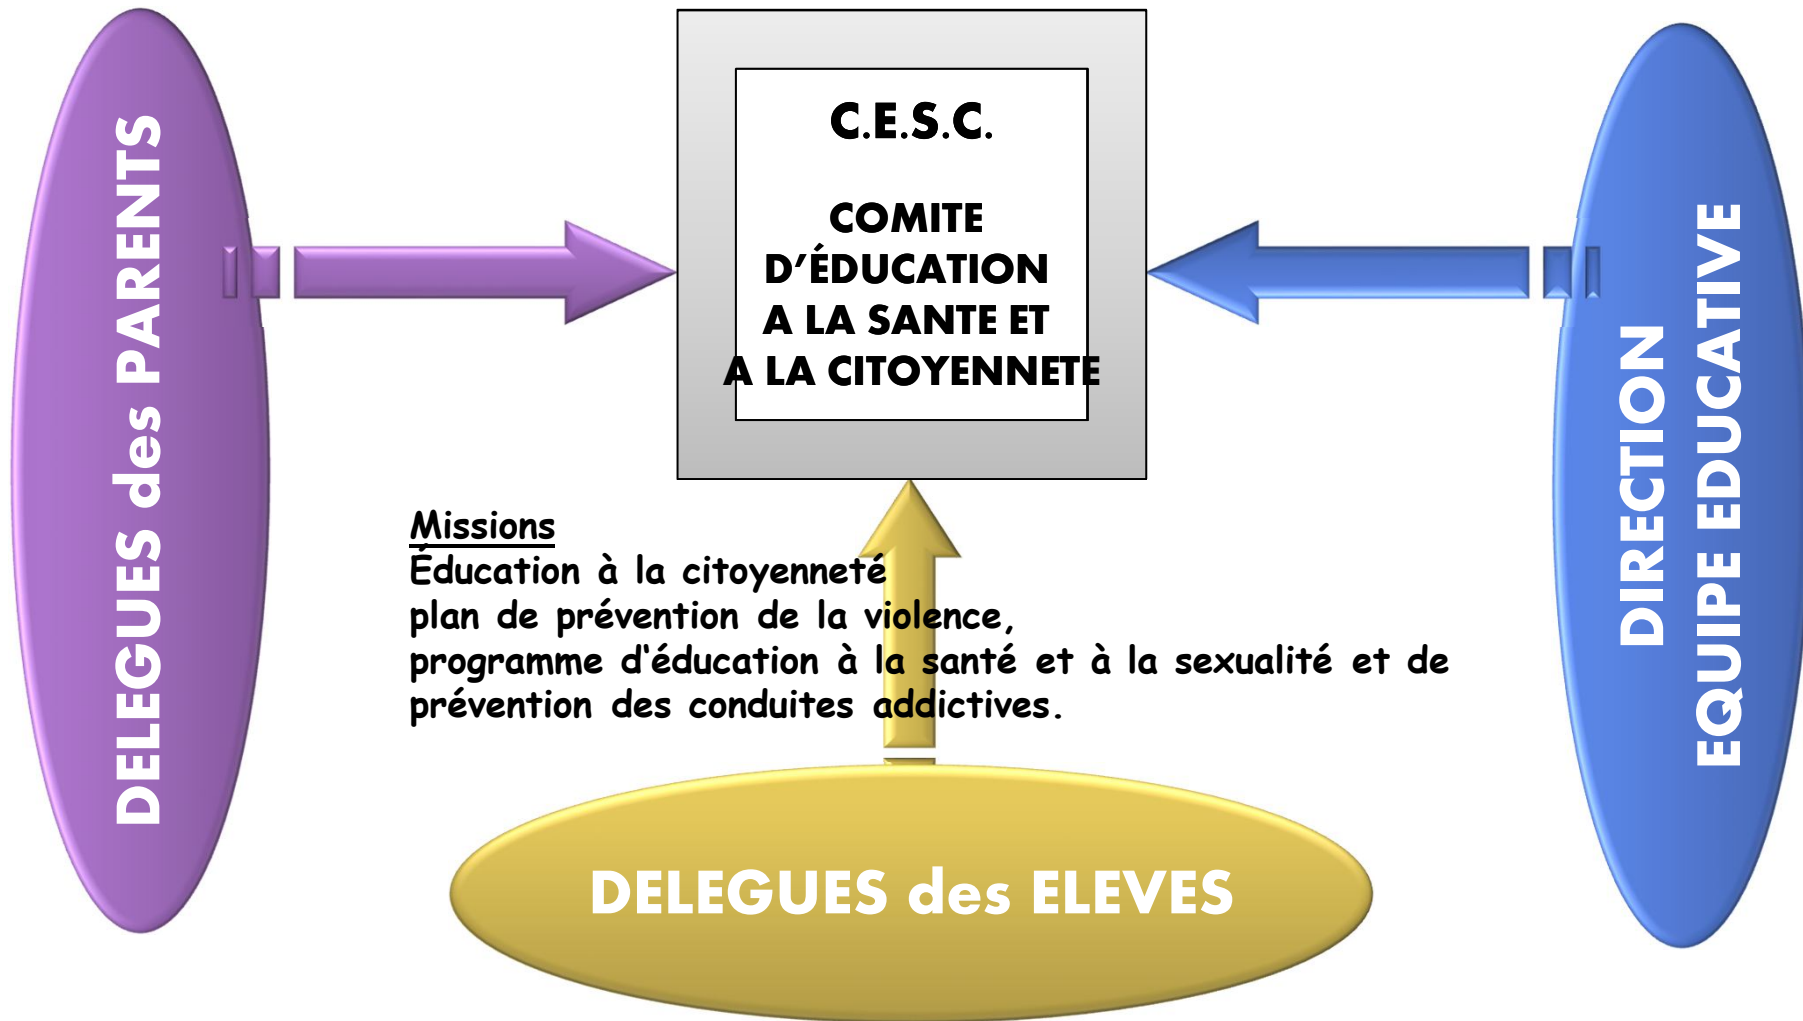 C.E.S.C.
COMITE
D’ÉDUCATION
A LA SANTE ET
A LA CITOYENNETE
DELEGUES des PARENTS
DIRECTION
EQUIPE EDUCATIVE
Missions
Éducation à la citoyenneté
plan de prévention de la violence,
programme d‘éducation à la santé et à la sexualité et de
prévention des conduites addictives.
DELEGUES des ELEVES